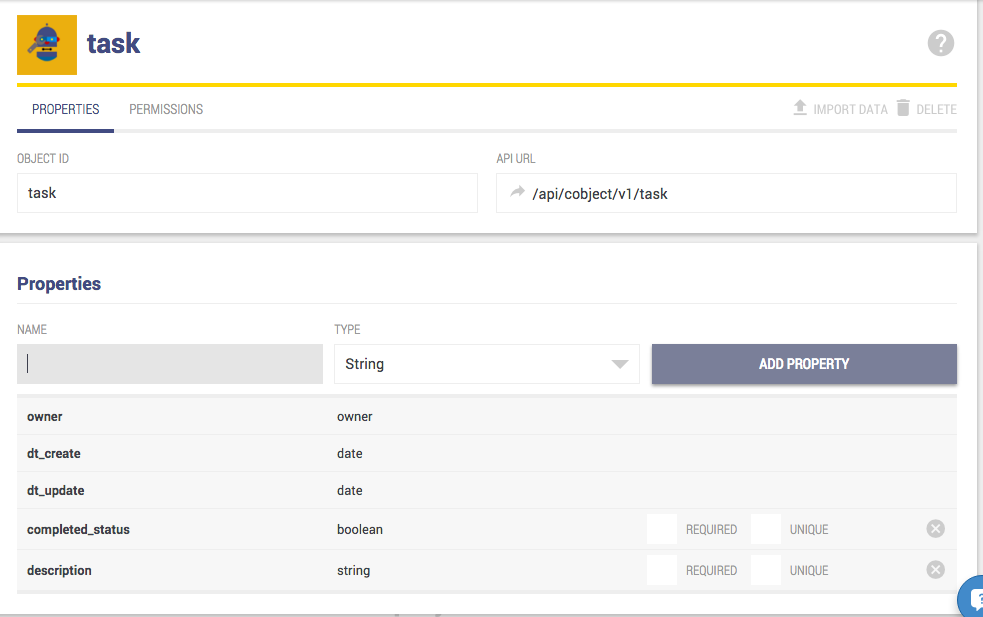 task
?
PROPERTIES PERMISSIONS IMPORT DATA DELETE
OBJECT ID API URL
task /api/cobject/v1/task
Properties
NAME TYPE
String ADD PROPERTY
owner owner
dt_create date
dt_update date
completed_status boolean REQUIRED UNIQUE
description string REQUIRED UNIQUE
?